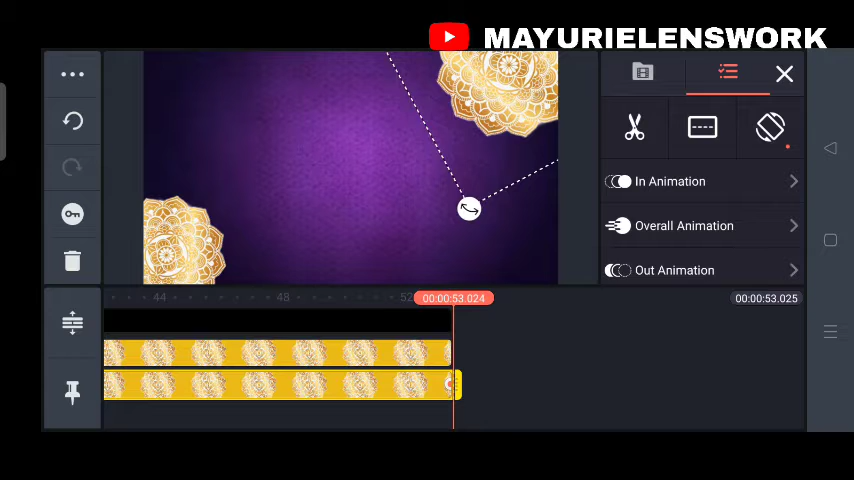 MAYURIELENSWORK
In Animation
Overall Animation
Out Animation
44
48
52
00:00:53.024
00:00:53.025